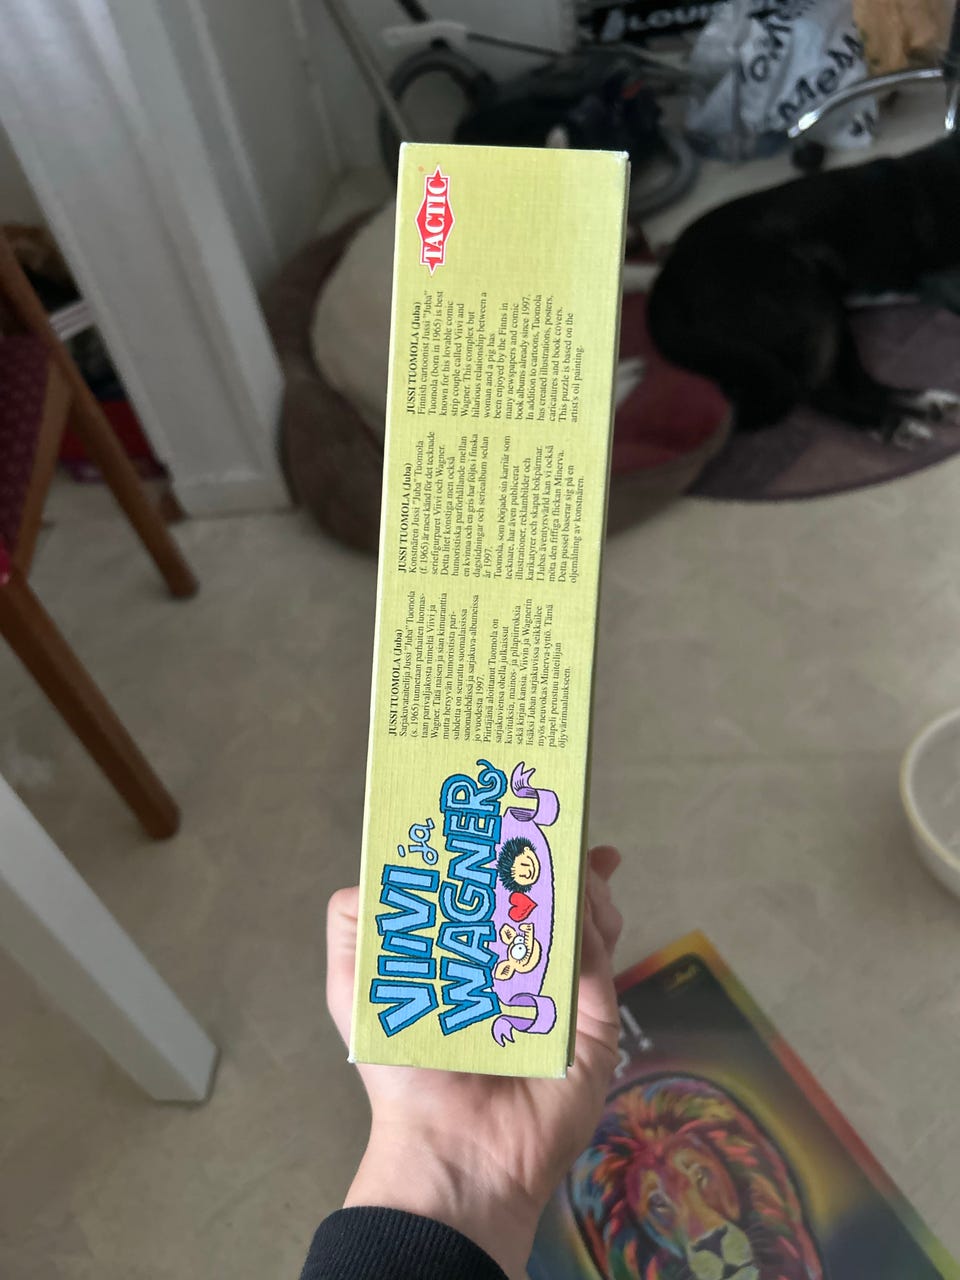 VIIVI ja
WAGNER
JUSSI TUOMOLA (Juba)
Sarjakuvataiteilija Jussi "Juba" Tuomola
(s. 1965) tunnetaan parhaiten luomas-
taan parivaljakosta nimeltä Viivi ja
Wagner. Tätä naisen ja sian kimuranttia
mutta hersyvän humoristista pari-
suhdetta on seurattu suomalaisissa
sanomalehdissä ja sarjakuva-albumeissa
jo vuodesta 1997.
Piirtäjänä aloittanut Tuomola on
sarjakuviensa ohella julkaissut
kuvituksia, mainos- ja pilapiirroksia
sekä kirjan kansia. Viivin ja Wagnerin
lisäksi Juban sarjakuvissa seikkailee
myös neuvokas Minerva-tyttö. Tämä
palapeli perustuu taiteilijan
öljyvärimaalaukseen.
JUSSI TUOMOLA (Juba)
Konstnären Jussi "Juba" Tuomola
(f. 1965) är mest känd för det tecknade
seriefigurparet Viivi och Wagner.
Detta litet konstiga men också
humoristiska parförhållande mellan
en kvinna och en gris har följts i finska
dagstidningar och seriealbum sedan
år 1997.
Tuomola, som började sin karriär som
tecknare, har även publicerat
illustrationer, reklambilder och
karikatyrer och skapat bokpärmar.
I Jubas äventyrsvärld kan vi också
möta den fiffiga flickan Minerva.
Detta pussel baserar sig på en
oljemålning av konstnären.
JUSSI TUOMOLA (Juba)
Finnish cartoonist Jussi "Juba"
Tuomola (born in 1965) is best
known for his lovable comic
strip couple called Viivi and
Wagner. This complex but
hilarious relationship between a
woman and a pig has
been enjoyed by the Finns in
many newspapers and comic
book albums already since 1997.
In addition to cartoons, Tuomola
has created illustrations, posters,
caricatures and book covers.
This puzzle is based on the
artist's oil painting.
TACTIC